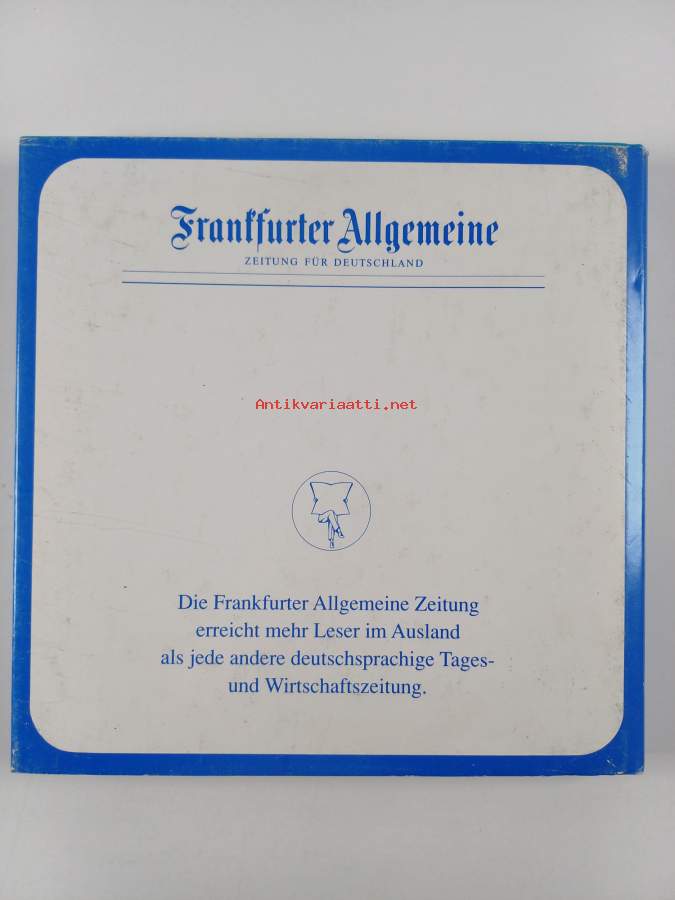 Frankfurter Allgemeine
ZEITUNG FÜR DEUTSCHLAND
Antikvariaatti.net
Die Frankfurter Allgemeine Zeitung
erreicht mehr Leser im Ausland
als jede andere deutschsprachige Tages-
und Wirtschaftszeitung.